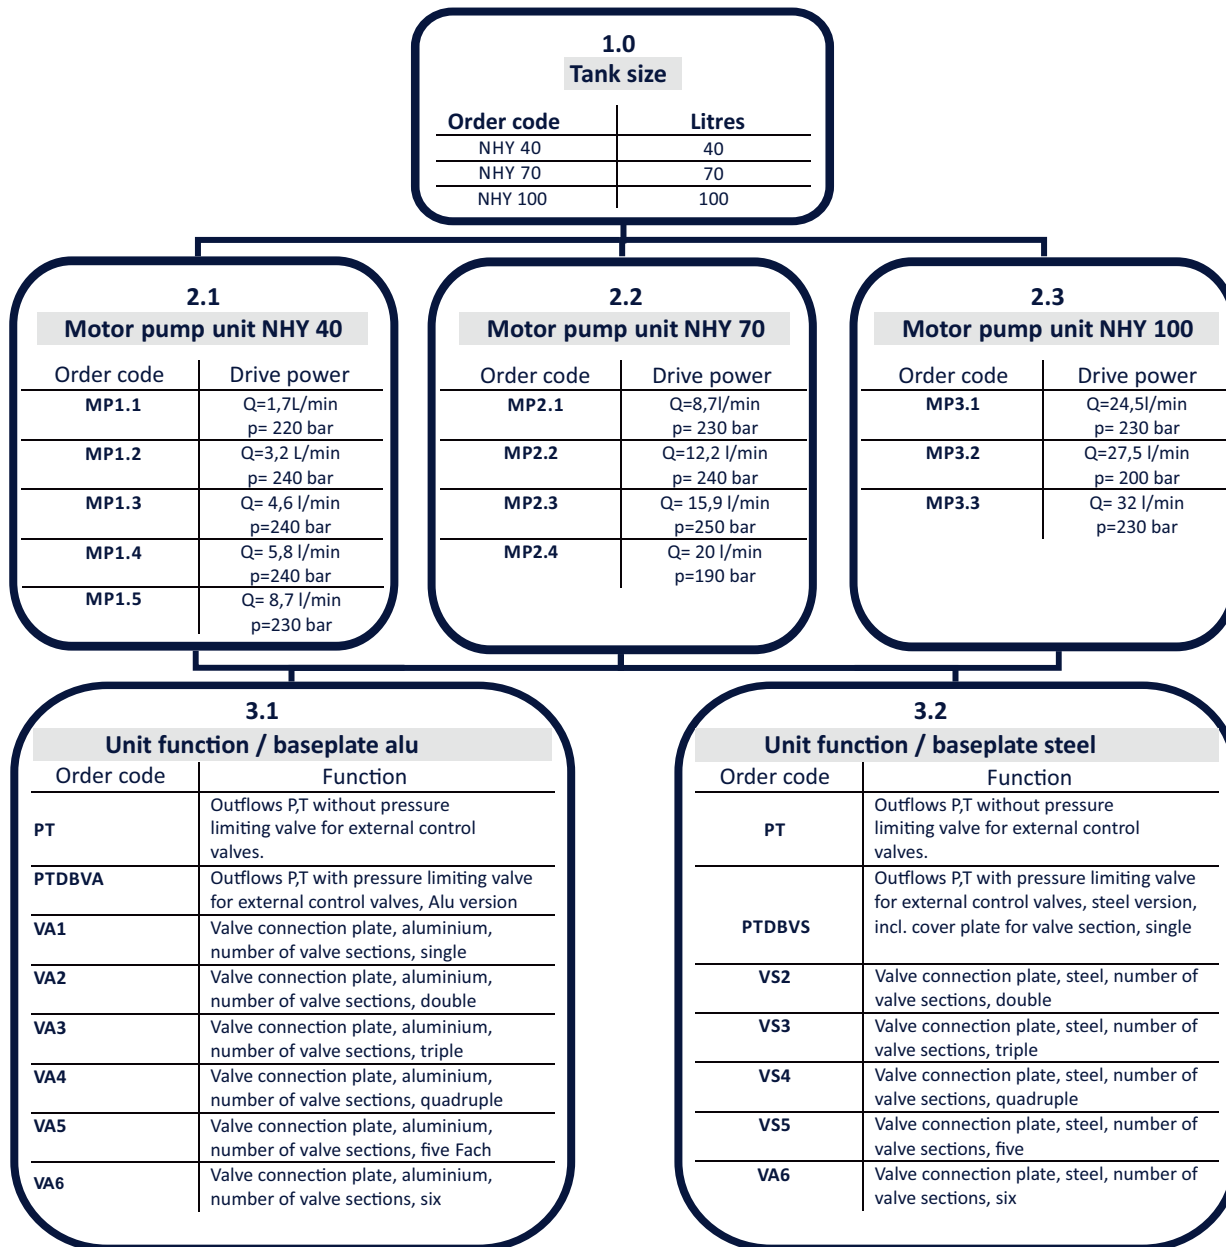 1.0
Tank size
Order code Litres
NHY 40 40
NHY 70 70
NHY 100 100
2.1
Motor pump unit NHY 40
Order code Drive power
MP1.1 Q=1,7L/min
p= 220 bar
MP1.2 Q=3,2 L/min
p= 240 bar
MP1.3 Q= 4,6 l/min
p=240 bar
MP1.4 Q= 5,8 l/min
p=240 bar
MP1.5 Q= 8,7 l/min
p=230 bar
2.2
Motor pump unit NHY 70
Order code Drive power
MP2.1 Q=8,7l/min
p= 230 bar
MP2.2 Q=12,2 l/min
p= 240 bar
MP2.3 Q= 15,9 l/min
p=250 bar
MP2.4 Q= 20 l/min
p=190 bar
2.3
Motor pump unit NHY 100
Order code Drive power
MP3.1 Q=24,5l/min
p= 230 bar
MP3.2 Q=27,5 l/min
p= 200 bar
MP3.3 Q= 32 l/min
p=230 bar
3.1
Unit function / baseplate alu
Order code Function
Outflows P,T without pressure
PT limiting valve for external control
valves.
PTDBVA Outflows P,T with pressure limiting valve
for external control valves, Alu version
VA1 Valve connection plate, aluminium,
number of valve sections, single
VA2 Valve connection plate, aluminium,
number of valve sections, double
VA3 Valve connection plate, aluminium,
number of valve sections, triple
VA4 Valve connection plate, aluminium,
number of valve sections, quadruple
VA5 Valve connection plate, aluminium,
number of valve sections, five Fach
VA6 Valve connection plate, aluminium,
number of valve sections, six
3.2
Unit function / baseplate steel
Order code Function
Outflows P,T without pressure
PT limiting valve for external control
valves.
Outflows P,T with pressure limiting valve
for external control valves, steel version,
PTDBVS incl. cover plate for valve section, single
VS2 Valve connection plate, steel, number of
valve sections, double
VS3 Valve connection plate, steel, number of
valve sections, triple
VS4 Valve connection plate, steel, number of
valve sections, quadruple
VS5 Valve connection plate, steel, number of
valve sections, five
VA6 Valve connection plate, steel, number of
valve sections, six